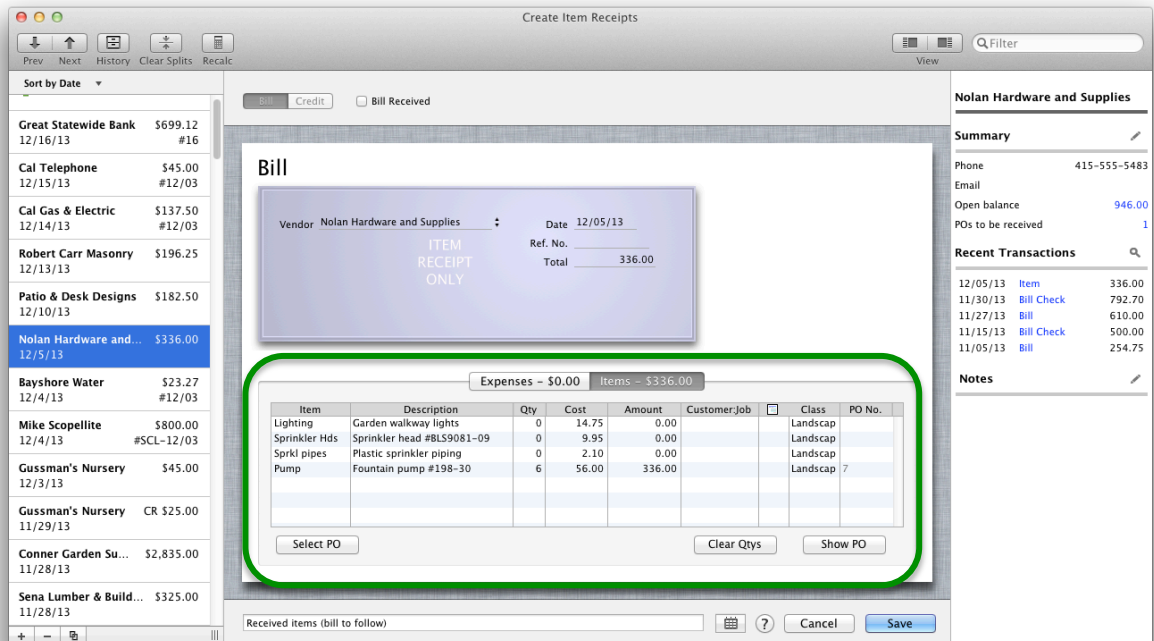 Create Item Receipts
Prev Next History Clear Splits Recalc View Filter
Sort by Date
Great Statewide Bank $699.12
12/16/13 #16
Cal Telephone $45.00
12/15/13 #12/03
Cal Gas & Electric $137.50
12/14/13 #12/03
Robert Carr Masonry $196.25
12/13/13
Patio & Desk Designs $182.50
12/10/13
Nolan Hardware and... $336.00
12/5/13
Bayshore Water $23.27
12/4/13 #12/03
Mike Scopellite $800.00
12/4/13 #SCL-12/03
Gussman's Nursery $45.00
12/3/13
Gussman's Nursery CR $25.00
11/29/13
Conner Garden Su... $2,835.00
11/28/13
Sena Lumber & Build... $325.00
11/28/13
Bill Credit Bill Received
Bill
Vendor Nolan Hardware and Supplies Date 12/05/13
Ref. No.
Total 336.00
ITEM
RECEIPT
ONLY
Expenses – $0.00 Items – $336.00
Item Description Qty Cost Amount Customer:Job Class PO No.
Lighting Garden walkway lights 0 14.75 0.00 Landscap
Sprinkler Hds Sprinkler head #BLS9081-09 0 9.95 0.00 Landscap
Sprkl pipes Plastic sprinkler piping 0 2.10 0.00 Landscap
Pump Fountain pump #198-30 6 56.00 336.00 Landscap 7
Select PO Clear Qtys Show PO
Received items (bill to follow) ? Cancel Save
Nolan Hardware and Supplies
Summary
Phone 415-555-5483
Email
Open balance 946.00
POs to be received 1
Recent Transactions
12/05/13 Item 336.00
11/30/13 Bill Check 792.70
11/27/13 Bill 610.00
11/15/13 Bill Check 500.00
11/05/13 Bill 254.75
Notes